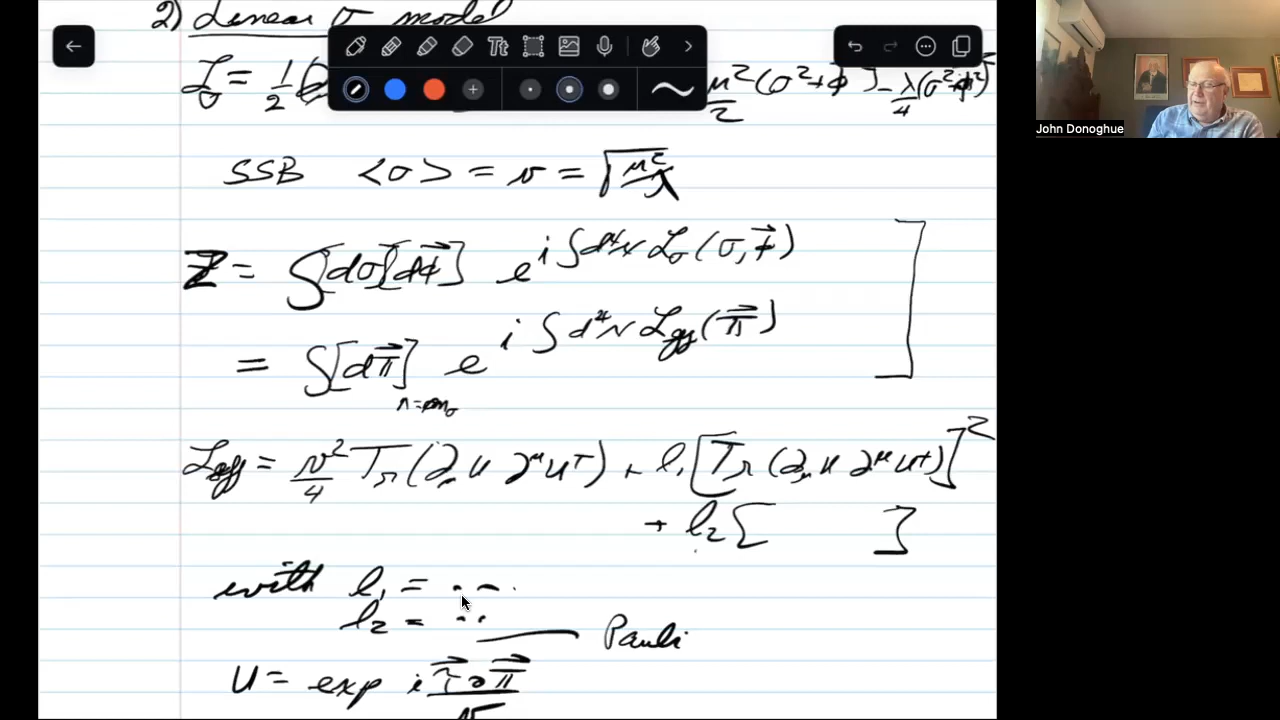 2) Linear σ model
Tt
ℒσ = 1/2 μ²/2 (σ²+ϕ²) - λ/4 (σ²+ϕ²)²
John Donoghue
SSB <σ> = v = √(μ²/λ)
Z = ∫[dσ][dϕ⃗] e^{i∫d⁴x ℒσ(σ,ϕ⃗)}
= ∫[dπ⃗] e^{i∫d⁴x ℒeff(π⃗)}
ℒeff = v²/4 Tr(∂μU ∂^μU†) + l₁[Tr(∂μU ∂^μU†)]²
+ l₂[ ]
with l₁ = ...
l₂ = ..
Pauli
U = exp i τ⃗·π⃗/v